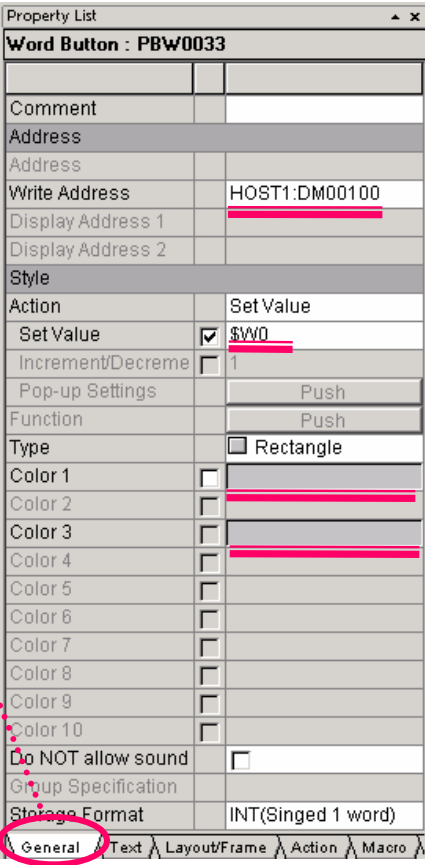 Property List
Word Button : PBW0033
Comment
Address
Address
Write Address HOST1:DM00100
Display Address 1
Display Address 2
Style
Action Set Value
Set Value $W0
Increment/Decreme 1
Pop-up Settings Push
Function Push
Type Rectangle
Color 1
Color 2
Color 3
Color 4
Color 5
Color 6
Color 7
Color 8
Color 9
Color 10
Do NOT allow sound
Group Specification
Storage Format INT(Singed 1 word)
General Text Layout/Frame Action Macro